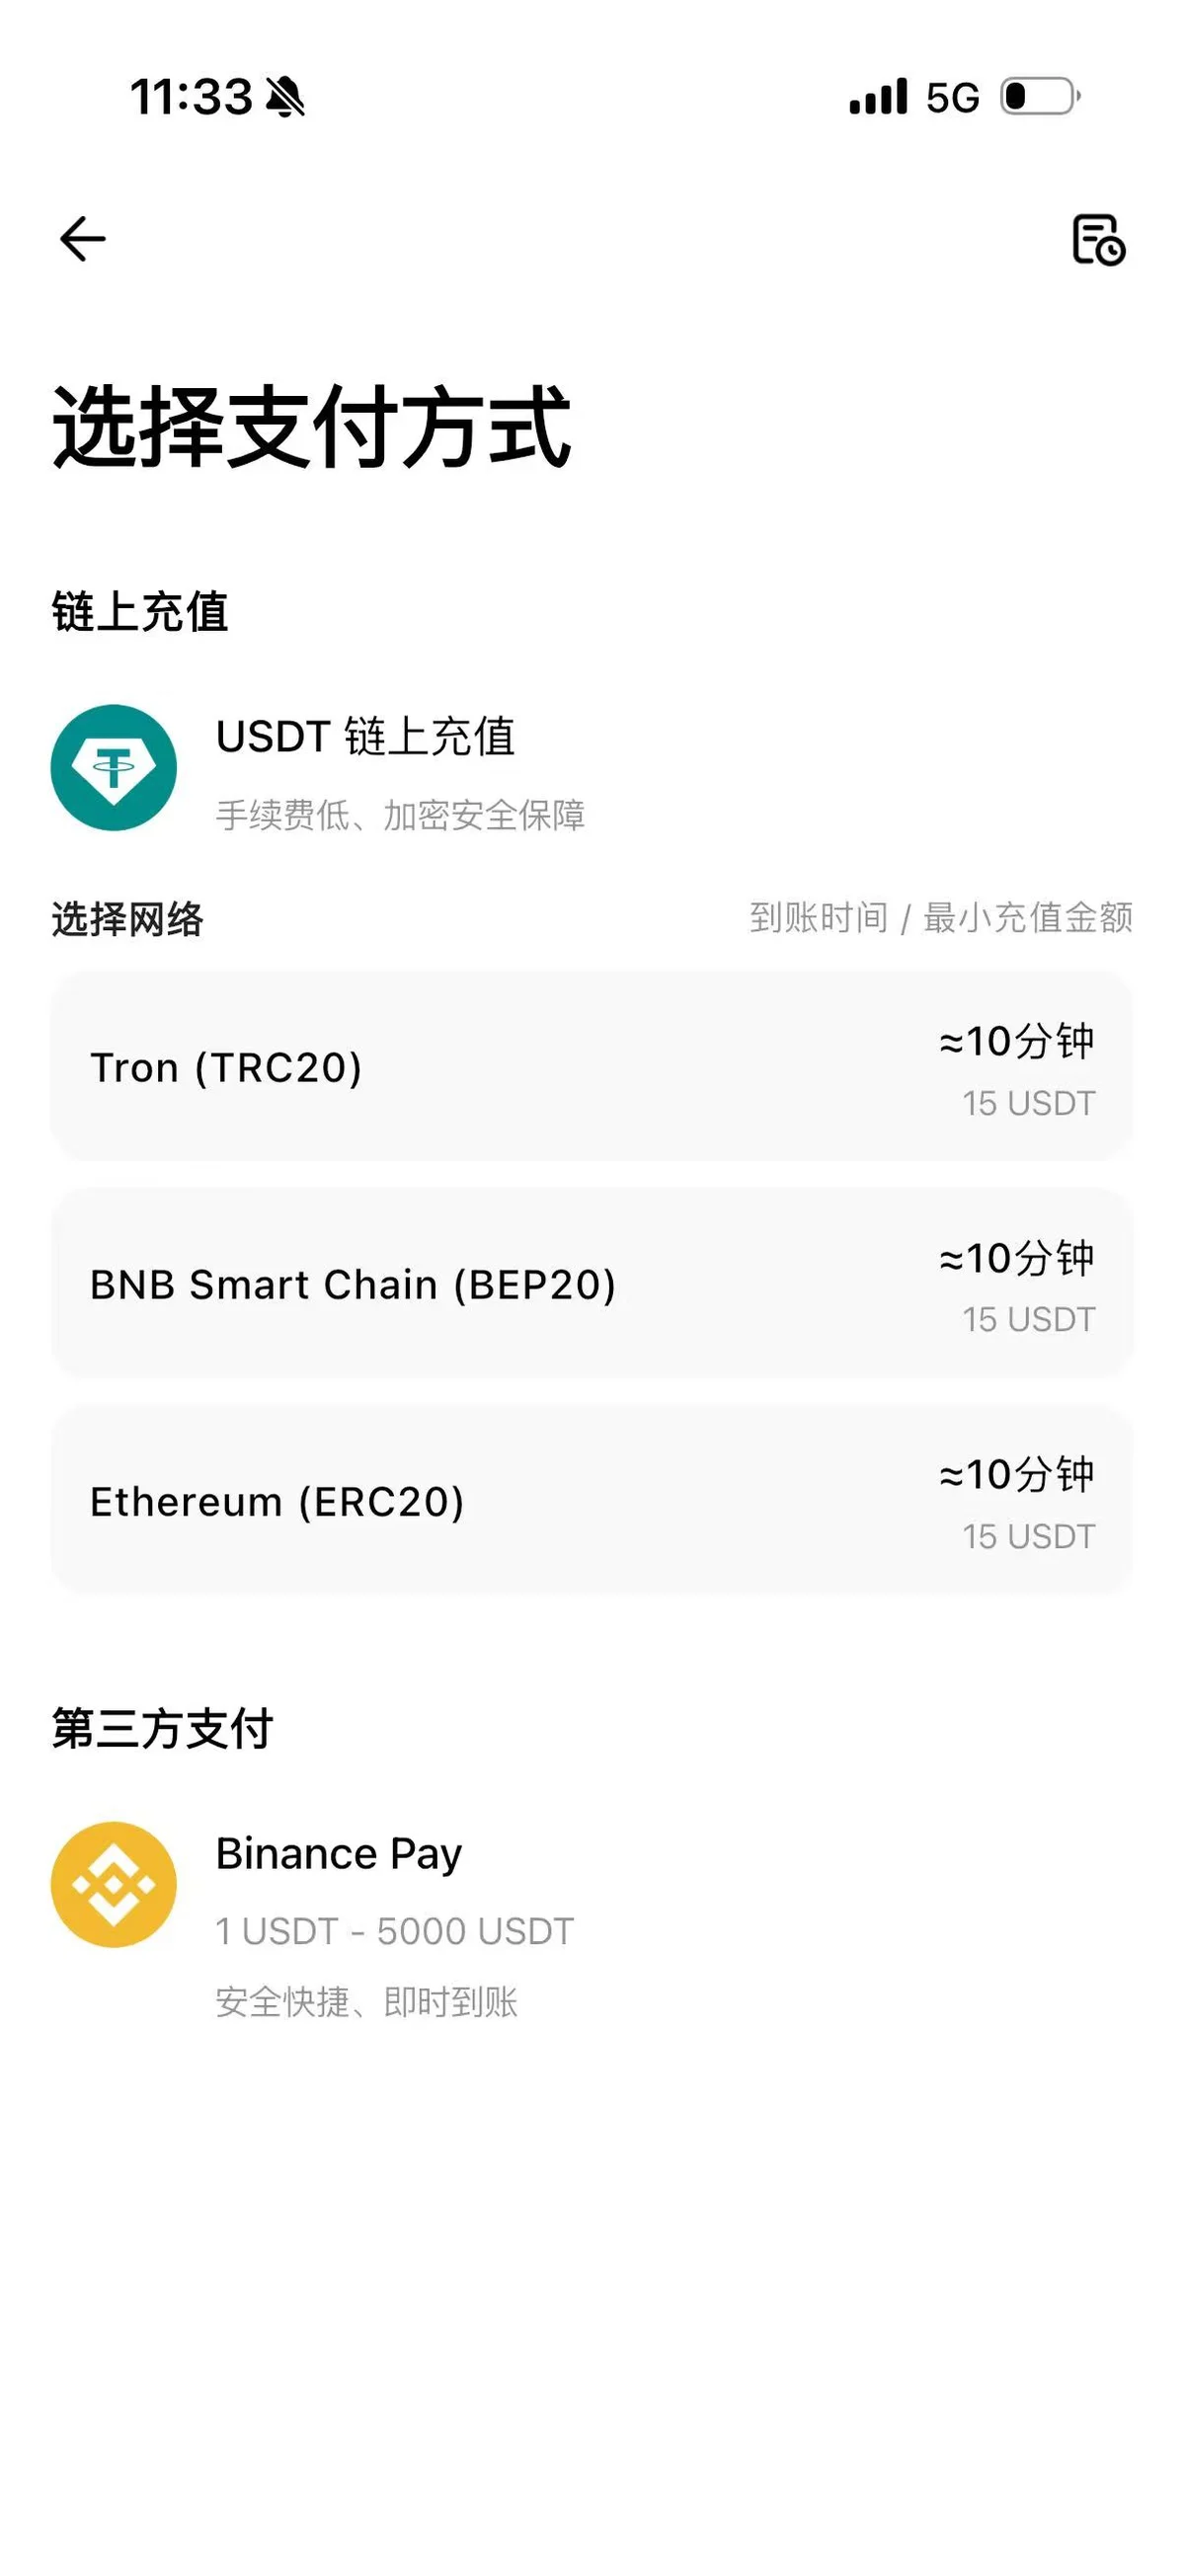 11:33
5G
选择支付方式
链上充值
USDT 链上充值
手续费低、加密安全保障
选择网络
到账时间 / 最小充值金额
Tron (TRC20)
≈10分钟
15 USDT
BNB Smart Chain (BEP20)
≈10分钟
15 USDT
Ethereum (ERC20)
≈10分钟
15 USDT
第三方支付
Binance Pay
1 USDT - 5000 USDT
安全快捷、即时到账